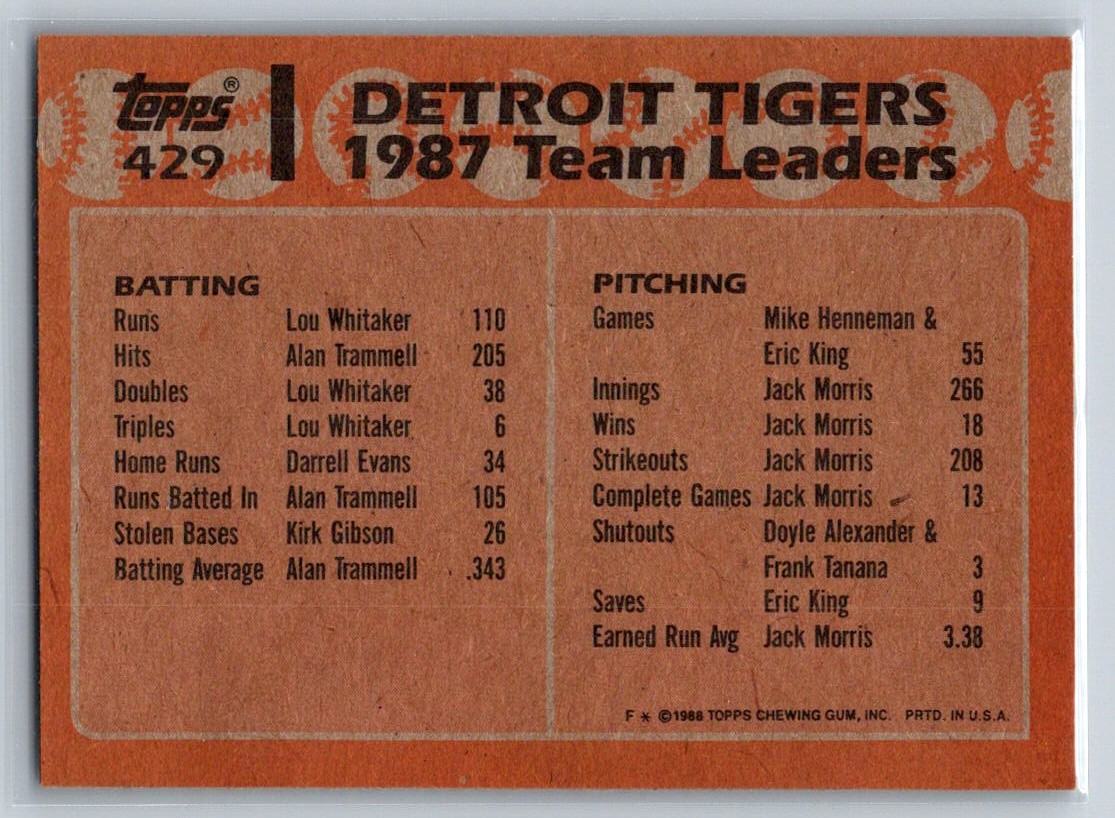 Topps®
429
DETROIT TIGERS
1987 Team Leaders
BATTING
Runs Lou Whitaker 110
Hits Alan Trammell 205
Doubles Lou Whitaker 38
Triples Lou Whitaker 6
Home Runs Darrell Evans 34
Runs Batted In Alan Trammell 105
Stolen Bases Kirk Gibson 26
Batting Average Alan Trammell .343
PITCHING
Games Mike Henneman &
Eric King 55
Innings Jack Morris 266
Wins Jack Morris 18
Strikeouts Jack Morris 208
Complete Games Jack Morris 13
Shutouts Doyle Alexander &
Frank Tanana 3
Saves Eric King 9
Earned Run Avg Jack Morris 3.38
F * ©1988 TOPPS CHEWING GUM, INC. PRTD. IN U.S.A.